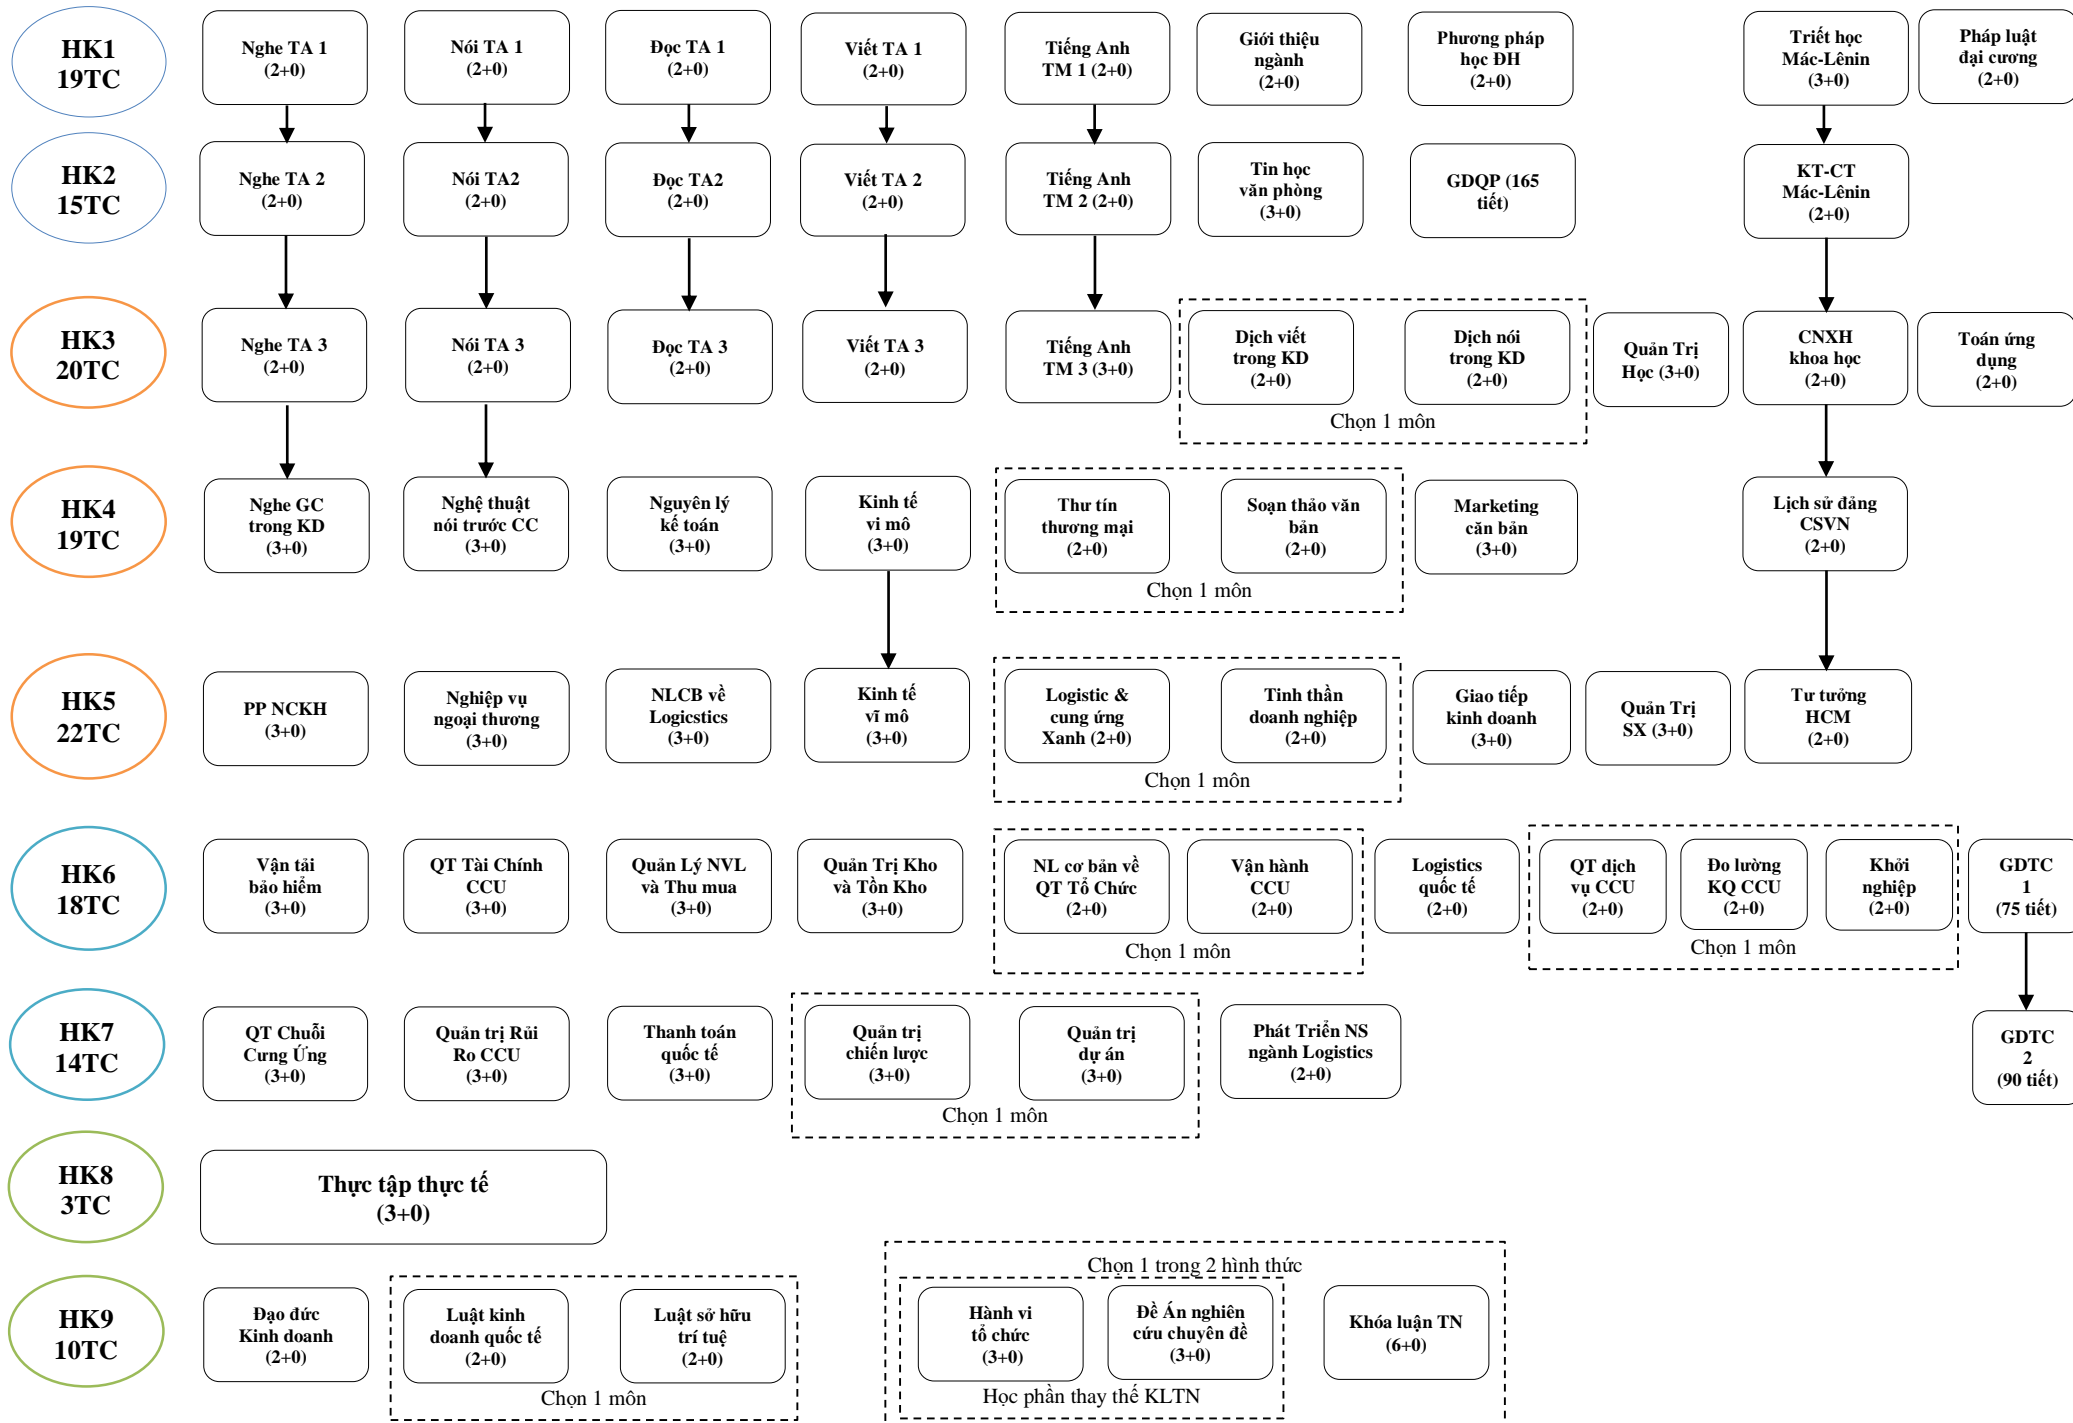 HK1
19TC
Nghe TA 1
(2+0)
Nói TA 1
(2+0)
Đọc TA 1
(2+0)
Viết TA 1
(2+0)
Tiếng Anh
TM 1 (2+0)
Giới thiệu
ngành
(2+0)
Phương pháp
học ĐH
(2+0)
Triết học
Mác-Lênin
(3+0)
Pháp luật
đại cương
(2+0)
HK2
15TC
Nghe TA 2
(2+0)
Nói TA2
(2+0)
Đọc TA2
(2+0)
Viết TA 2
(2+0)
Tiếng Anh
TM 2 (2+0)
Tin học
văn phòng
(3+0)
GDQP (165
tiết)
KT-CT
Mác-Lênin
(2+0)
HK3
20TC
Nghe TA 3
(2+0)
Nói TA 3
(2+0)
Đọc TA 3
(2+0)
Viết TA 3
(2+0)
Tiếng Anh
TM 3 (3+0)
Dịch viết
trong KD
(2+0)
Dịch nói
trong KD
(2+0)
Chọn 1 môn
Quản Trị
Học (3+0)
CNXH
khoa học
(2+0)
Toán ứng
dụng
(2+0)
HK4
19TC
Nghe GC
trong KD
(3+0)
Nghệ thuật
nói trước CC
(3+0)
Nguyên lý
kế toán
(3+0)
Kinh tế
vi mô
(3+0)
Thư tín
thương mại
(2+0)
Soạn thảo văn
bản
(2+0)
Chọn 1 môn
Marketing
căn bản
(3+0)
Lịch sử đảng
CSVN
(2+0)
HK5
22TC
PP NCKH
(3+0)
Nghiệp vụ
ngoại thương
(3+0)
NLCB về
Logicstics
(3+0)
Kinh tế
vĩ mô
(3+0)
Logistic &
cung ứng
Xanh (2+0)
Tinh thần
doanh nghiệp
(2+0)
Chọn 1 môn
Giao tiếp
kinh doanh
(3+0)
Quản Trị
SX (3+0)
Tư tưởng
HCM
(2+0)
HK6
18TC
Vận tải
bảo hiểm
(3+0)
QT Tài Chính
CCU
(3+0)
Quản Lý NVL
và Thu mua
(3+0)
Quản Trị Kho
và Tồn Kho
(3+0)
NL cơ bản về
QT Tổ Chức
(2+0)
Vận hành
CCU
(2+0)
Chọn 1 môn
Logistics
quốc tế
(2+0)
QT dịch
vụ CCU
(2+0)
Đo lường
KQ CCU
(2+0)
Khởi
nghiệp
(2+0)
Chọn 1 môn
GDTC
1
(75 tiết)
HK7
14TC
QT Chuỗi
Cưng Ứng
(3+0)
Quản trị Rủi
Ro CCU
(3+0)
Thanh toán
quốc tế
(3+0)
Quản trị
chiến lược
(3+0)
Quản trị
dự án
(3+0)
Chọn 1 môn
Phát Triển NS
ngành Logistics
(2+0)
GDTC
2
(90 tiết)
HK8
3TC
Thực tập thực tế
(3+0)
HK9
10TC
Đạo đức
Kinh doanh
(2+0)
Luật kinh
doanh quốc tế
(2+0)
Luật sở hữu
trí tuệ
(2+0)
Chọn 1 môn
Chọn 1 trong 2 hình thức
Hành vi
tổ chức
(3+0)
Đề Án nghiên
cứu chuyên đề
(3+0)
Học phần thay thế KLTN
Khóa luận TN
(6+0)